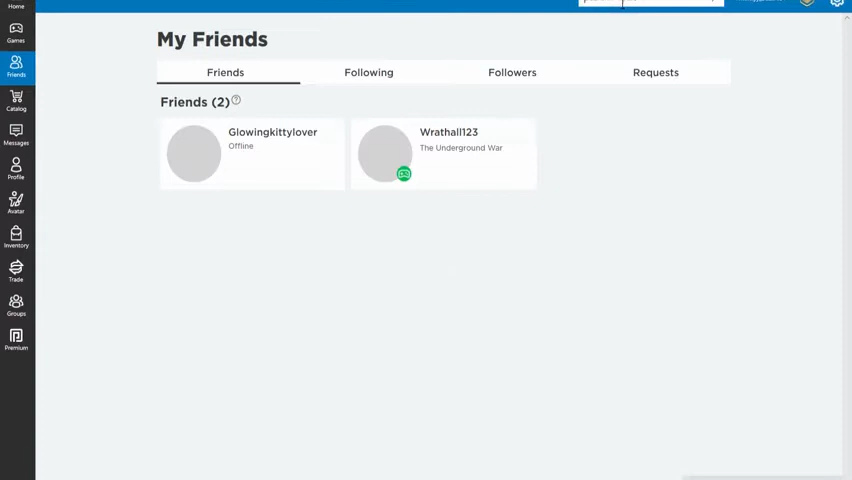 Home
My Friends
Games
Friends
Following
Followers
Requests
Friends
Friends (2)
Catalog
Glowingkittylover
Offline
Wrathall123
The Underground War
Messages
Profile
Avatar
Inventory
Trade
Groups
Premium